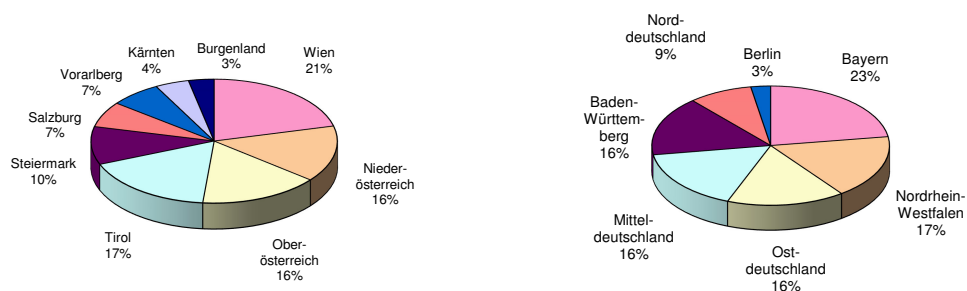 Burgenland
3%
Wien
21%
Nieder-
österreich
16%
Ober-
österreich
16%
Tirol
17%
Steiermark
10%
Salzburg
7%
Vorarlberg
7%
Kärnten
4%
Berlin
3%
Bayern
23%
Nordrhein-
Westfalen
17%
Ost-
deutschland
16%
Mittel-
deutschland
16%
Baden-
Württem-
berg
16%
Nord-
deutschland
9%